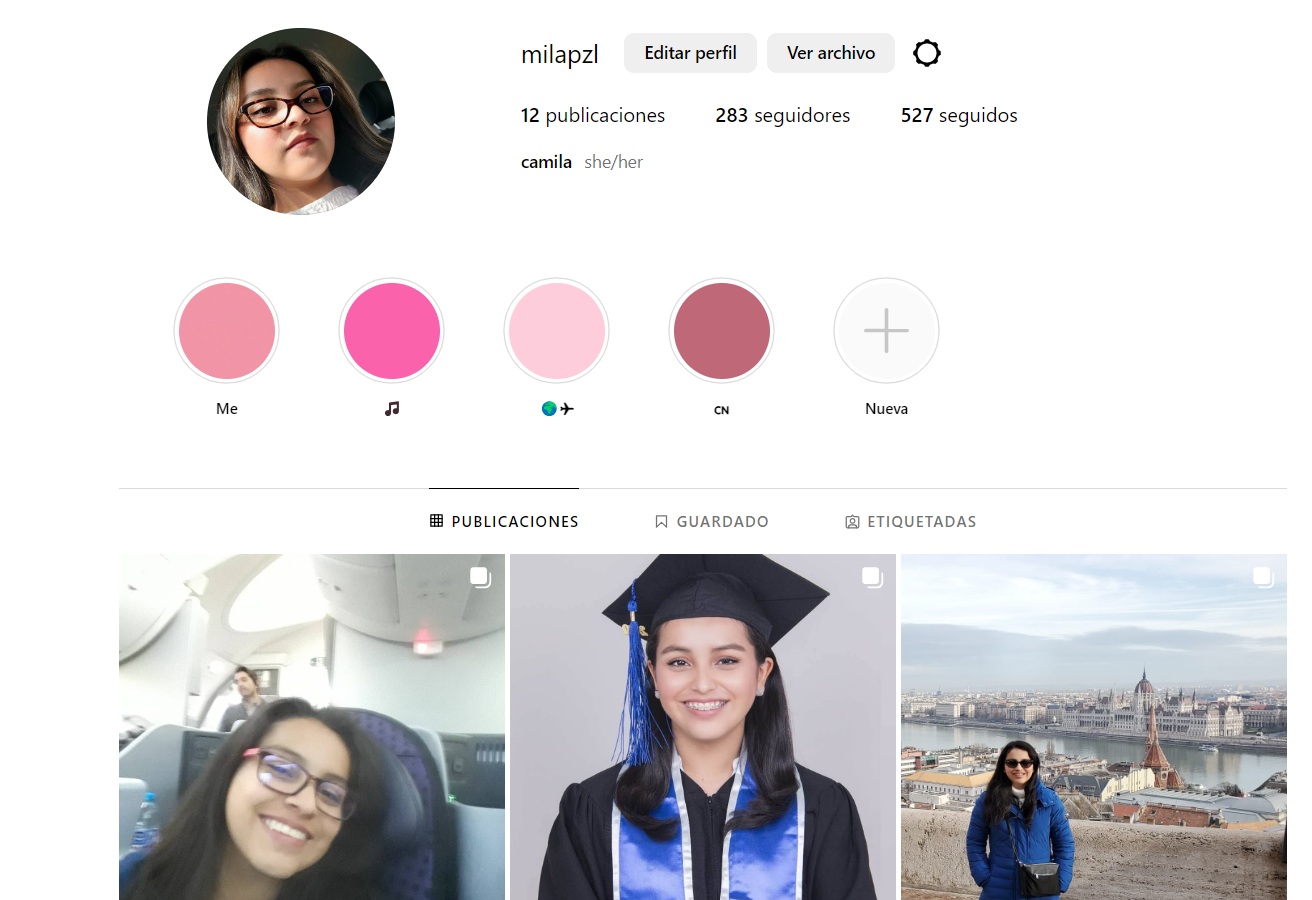 milapzl Editar perfil Ver archivo
12 publicaciones 283 seguidores 527 seguidos
camila she/her
Me 🎵 🌍✈ CN Nueva
PUBLICACIONES GUARDADO ETIQUETADAS